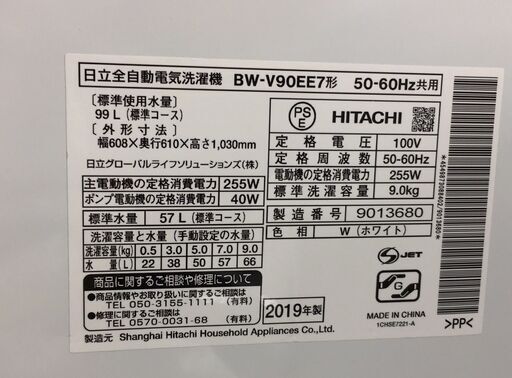 日立全自動電気洗濯機 BW-V90EE7形 50-60Hz共用
〔標準使用水量〕
99 L (標準コース)
〔外形寸法〕
幅608×奥行610×高さ1,030mm
日立グローバルライフソリューションズ(株)
主電動機の定格消費電力 255W
ポンプ電動機の定格消費電力 40W
標準水量 57 L (標準コース)
洗濯容量と水量 (手動設定の水量)
洗濯容量(kg) 0.5 3.0 5.0 7.0 9.0
水量(L) 22 38 50 57 66
商品に関するご相談や修理について
●商品情報やお取り扱いに関するご相談
TEL 050-3155-1111 (有料)
●修理に関するご相談
TEL 0570-0031-68 (有料)
製造元 Shanghai Hitachi Household Appliances Co., Ltd.
PS
E
HITACHI
定格電圧 100V
定格周波数 50-60Hz
電動機の定格消費電力 255W
標準洗濯容量 9.0kg
製造番号 9013680
色相 W (ホワイト)
S JET
G
2019年製
MADE IN CHINA
1CHSE7221-A
>PP<